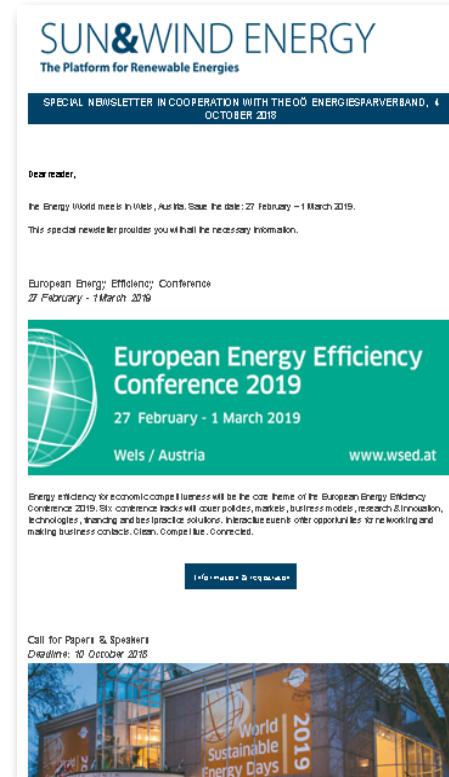 SUN&WIND ENERGY
The Platform for Renewable Energies
SPECIAL NEWSLETTER IN COOPERATION WITH THE OÖ ENERGIESPARVERBAND, 4
OCTOBER 2018
Dear reader,
the Energy World meets in Wels, Austria. Save the date: 27 February – 1 March 2019.
This special newsletter provides you with all the necessary information.
European Energy Efficiency Conference
27 February - 1 March 2019
European Energy Efficiency
Conference 2019
27 February - 1 March 2019
Wels / Austria www.wsed.at
Energy efficiency for economic competitiveness will be the core theme of the European Energy Efficiency
Conference 2019. Six conference tracks will cover policies, markets, business models, research & innovation,
technologies, financing and best practice solutions. Interactive events offer opportunities for networking and
making business contacts. Clean. Competitive. Connected.
Information & registration
Call for Papers & Speakers
Deadline: 10 October 2018
World
Sustainable
Energy Days
2019